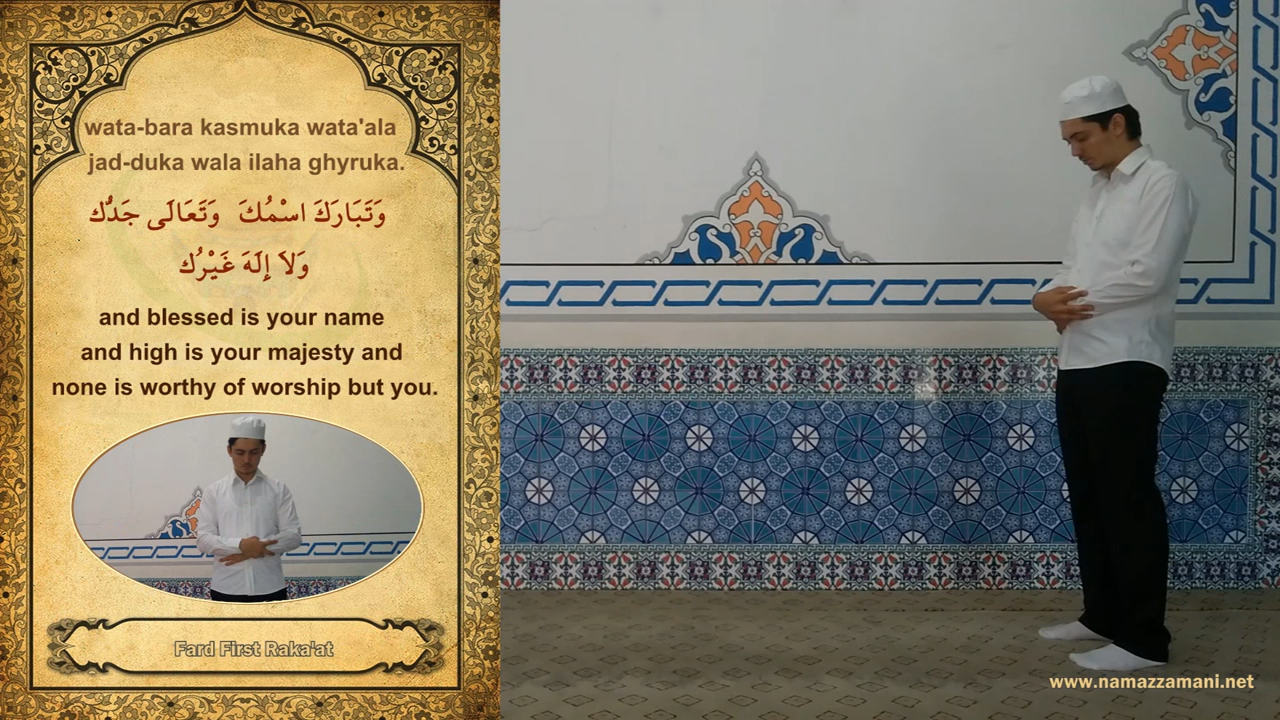 wata-bara kasmuka wata'ala
jad-duka wala ilaha ghyruka.
وَتَبَارَكَ اسْمُكَ وَتَعَالَى جَدُّك
وَلاَ إِلَهَ غَيْرُك
and blessed is your name
and high is your majesty and
none is worthy of worship but you.
Fard First Raka'at
www.namazzamani.net